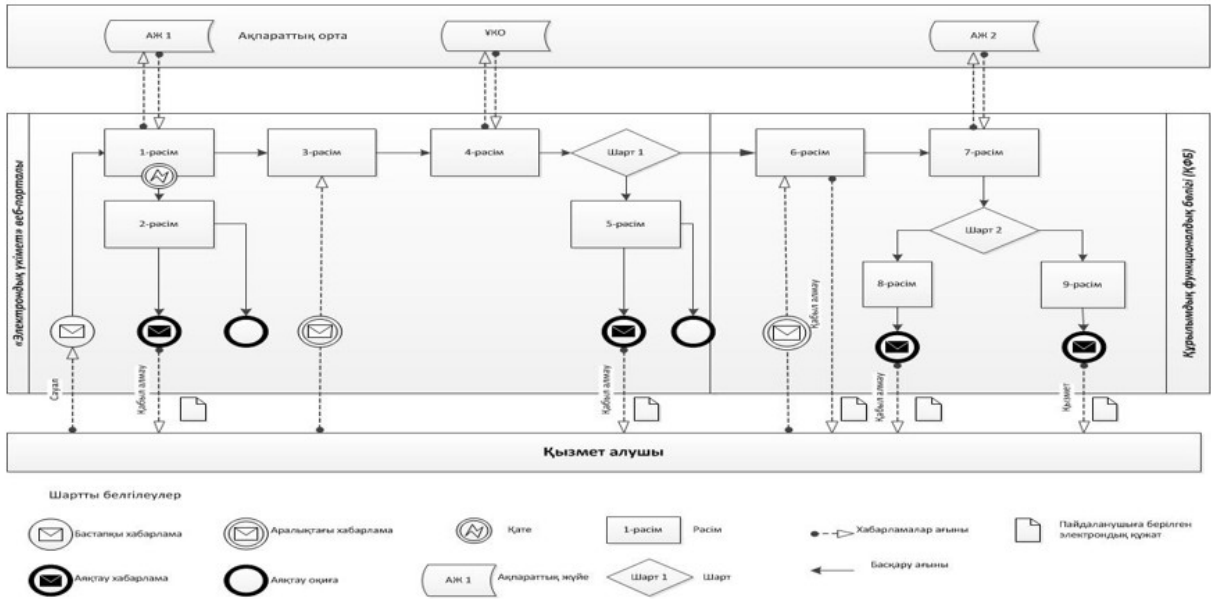 АЖ 1
Ақпараттық орта
ҰКО
АЖ 2
«Электрондық үкімет» веб-порталы
1-рәсім
3-рәсім
4-рәсім
Шарт 1
6-рәсім
7-рәсім
2-рәсім
5-рәсім
Шарт 2
8-рәсім
9-рәсім
Құрылымдық функционалдық бөлігі (ҚФБ)
Сауал
Қабыл алмау
Қабыл алмау
Қабыл алмау
Қабыл алмау
Қызмет
Қызмет алушы
Шартты белгілеулер
Бастапқы хабарлама
Аралықтағы хабарлама
Қате
1-рәсім
Рәсім
Хабарламалар ағыны
Пайдаланушыға берілген
электрондық құжат
Аяқтау хабарлама
Аяқтау оқиға
АЖ 1
Ақпараттық жүйе
Шарт 1
Шарт
Басқару ағыны